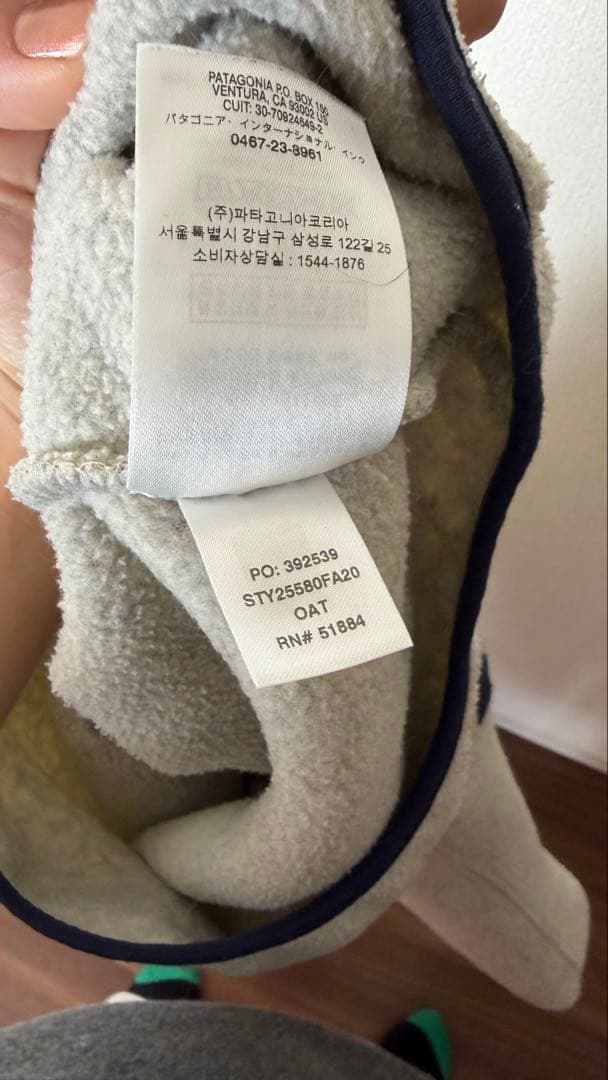 PATAGONIA P.O. BOX 150
VENTURA, CA 93002 US
CUIT: 30-70924649-2
パタゴニア・インターナショナル・インク
0467-23-8961
(주)파타고니아코리아
서울특별시 강남구 삼성로 122길 25
소비자상담실 : 1544-1876
PO: 392539
STY25580FA20
OAT
RN# 51884